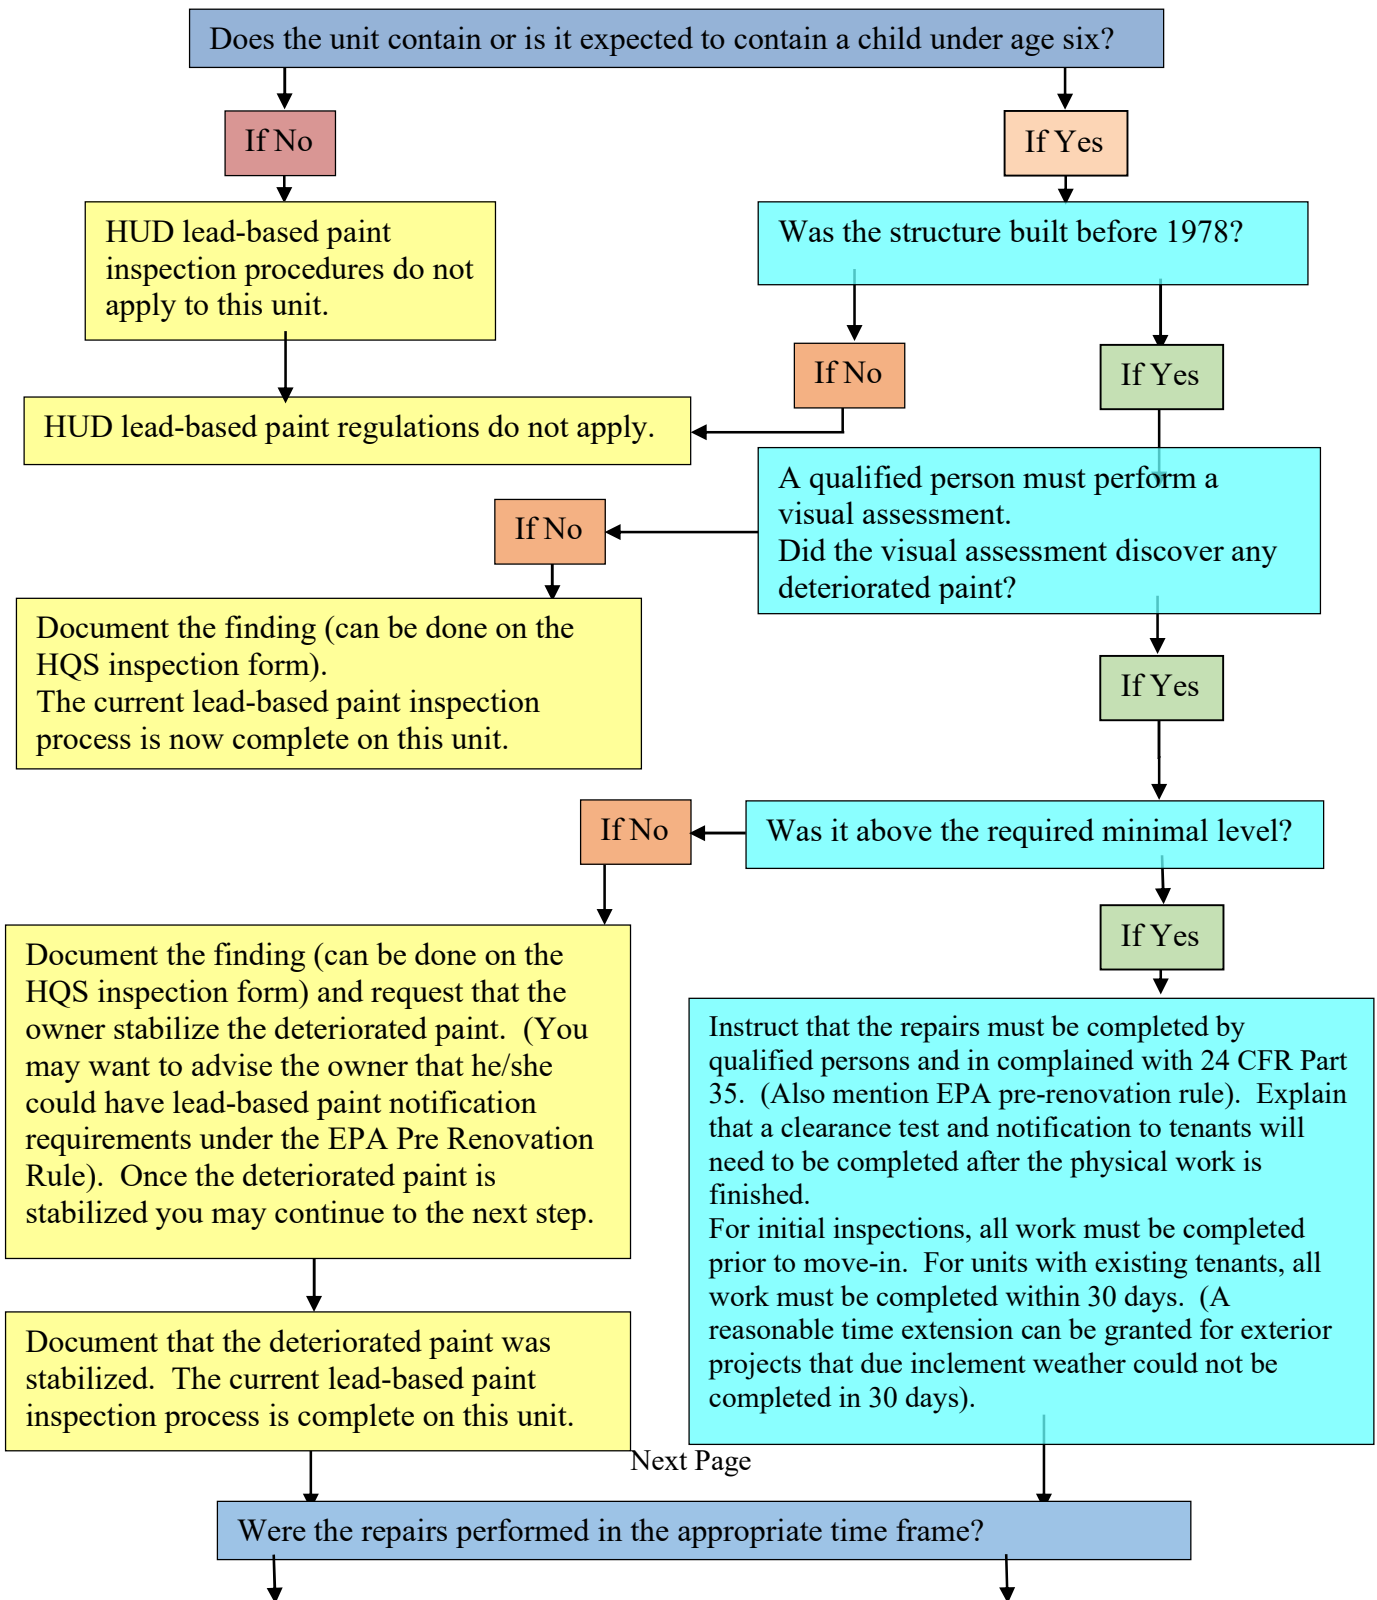 Does the unit contain or is it expected to contain a child under age six?
If No
If Yes
HUD lead-based paint
inspection procedures do not
apply to this unit.
Was the structure built before 1978?
If No
If Yes
HUD lead-based paint regulations do not apply.
A qualified person must perform a
visual assessment.
Did the visual assessment discover any
deteriorated paint?
If No
Document the finding (can be done on the
HQS inspection form).
The current lead-based paint inspection
process is now complete on this unit.
If Yes
Was it above the required minimal level?
If No
If Yes
Document the finding (can be done on the
HQS inspection form) and request that the
owner stabilize the deteriorated paint.  (You
may want to advise the owner that he/she
could have lead-based paint notification
requirements under the EPA Pre Renovation
Rule).  Once the deteriorated paint is
stabilized you may continue to the next step.
Instruct that the repairs must be completed by
qualified persons and in complained with 24 CFR Part
35.  (Also mention EPA pre-renovation rule).  Explain
that a clearance test and notification to tenants will
need to be completed after the physical work is
finished.
For initial inspections, all work must be completed
prior to move-in.  For units with existing tenants, all
work must be completed within 30 days.  (A
reasonable time extension can be granted for exterior
projects that due inclement weather could not be
completed in 30 days).
Document that the deteriorated paint was
stabilized.  The current lead-based paint
inspection process is complete on this unit.
Next Page
Were the repairs performed in the appropriate time frame?